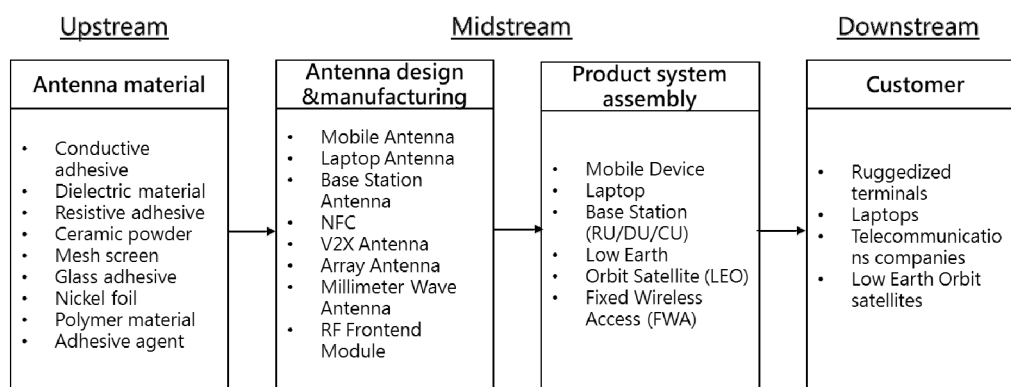 Upstream
Midstream
Downstream
Antenna material
• Conductive
adhesive
• Dielectric material
• Resistive adhesive
• Ceramic powder
• Mesh screen
• Glass adhesive
• Nickel foil
• Polymer material
• Adhesive agent
Antenna design
&manufacturing
• Mobile Antenna
• Laptop Antenna
• Base Station
Antenna
• NFC
• V2X Antenna
• Array Antenna
• Millimeter Wave
Antenna
• RF Frontend
Module
Product system
assembly
• Mobile Device
• Laptop
• Base Station
(RU/DU/CU)
• Low Earth
• Orbit Satellite (LEO)
• Fixed Wireless
Access (FWA)
Customer
• Ruggedized
terminals
• Laptops
• Telecommunicatio
ns companies
• Low Earth Orbit
satellites